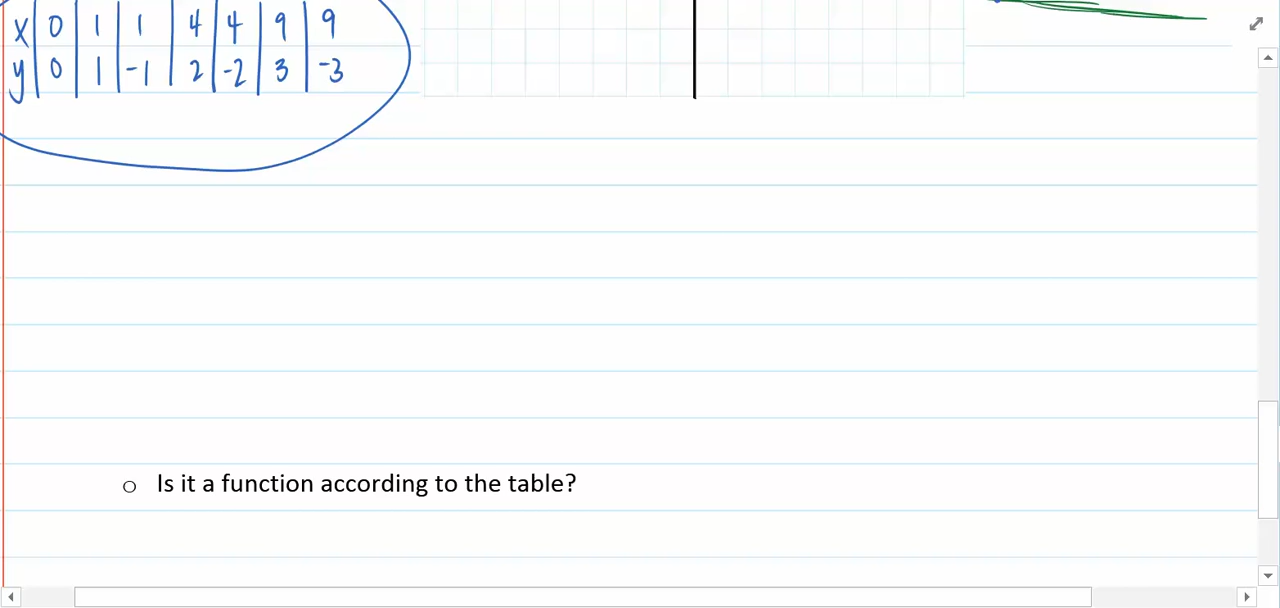 x 0 1 1 4 4 9 9
y 0 1 -1 2 -2 3 -3
o Is it a function according to the table?